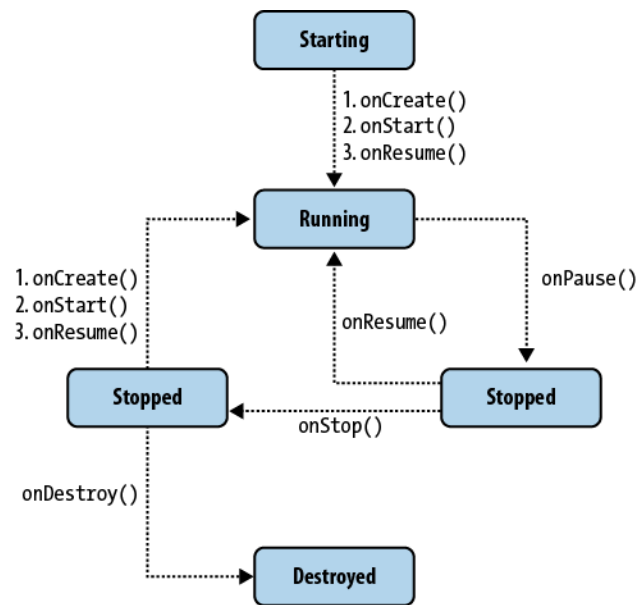 Starting
1. onCreate()
2. onStart()
3. onResume()
Running
1. onCreate()
2. onStart()
3. onResume()
onResume()
onPause()
Stopped
Stopped
onStop()
onDestroy()
Destroyed